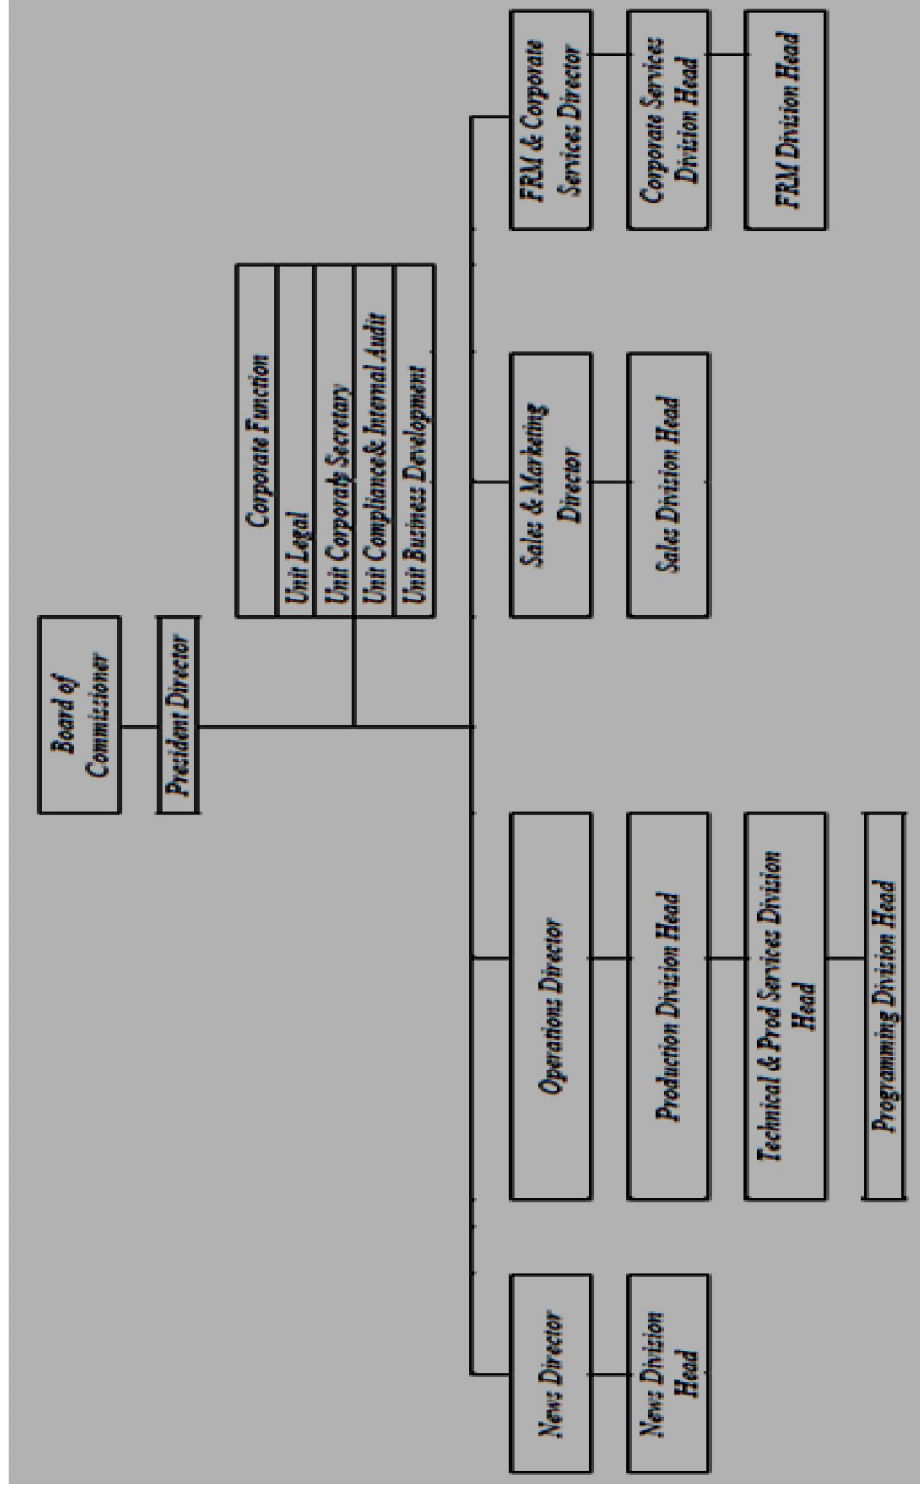 Board of
Commissioner
President Director
Corporate Function
Unit Legal
Unit Corporate Secretary
Unit Compliance& Internal Audit
Unit Business Development
News Director
News Division
Head
Operations Director
Production Division Head
Technical & Prod Services Division
Head
Programming Division Head
Sales & Marketing
Director
Sales Division Head
FRM & Corporate
Services Director
Corporate Services
Division Head
FRM Division Head